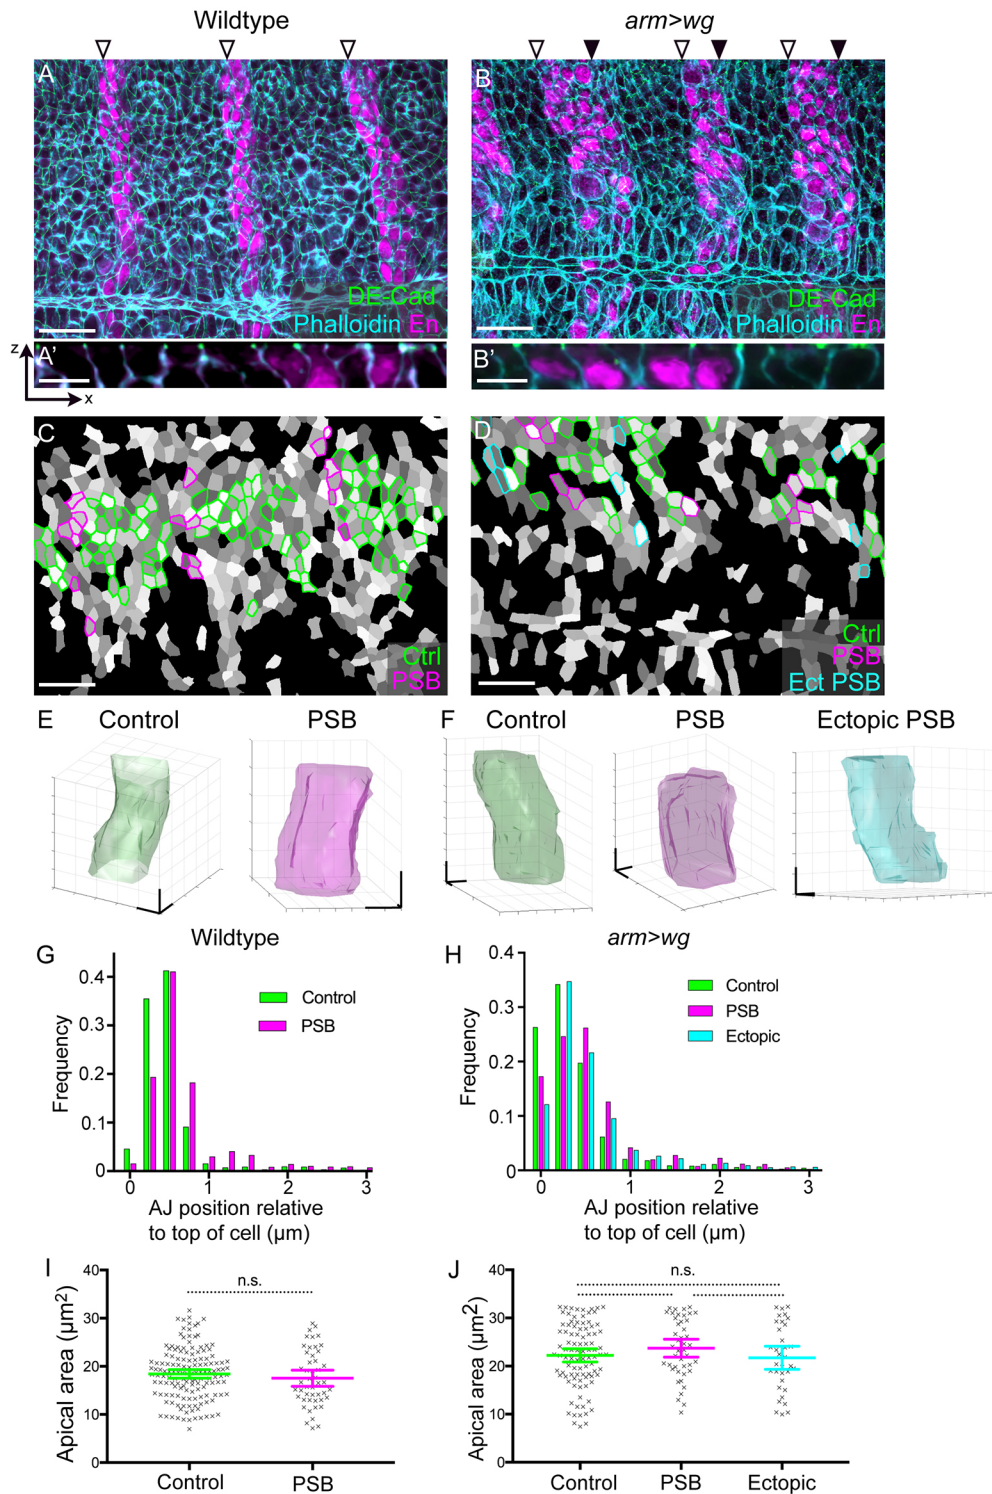 Wildtype
arm>wg
A
DE-Cad
Phalloidin En
B
DE-Cad
Phalloidin En
z
A'
x
B'
C
Ctrl
PSB
D
Ctrl
PSB
Ect PSB
E
Control
PSB
F
Control
PSB
Ectopic PSB
Wildtype
G
Control
PSB
Frequency
0.4
0.3
0.2
0.1
0
0
1
2
3
AJ position relative
to top of cell (µm)
arm>wg
H
Control
PSB
Ectopic
Frequency
0.4
0.3
0.2
0.1
0
0
1
2
3
AJ position relative
to top of cell (µm)
I
n.s.
Apical area (µm²)
40
30
20
10
0
Control
PSB
J
n.s.
Apical area (µm²)
40
30
20
10
0
Control
PSB
Ectopic